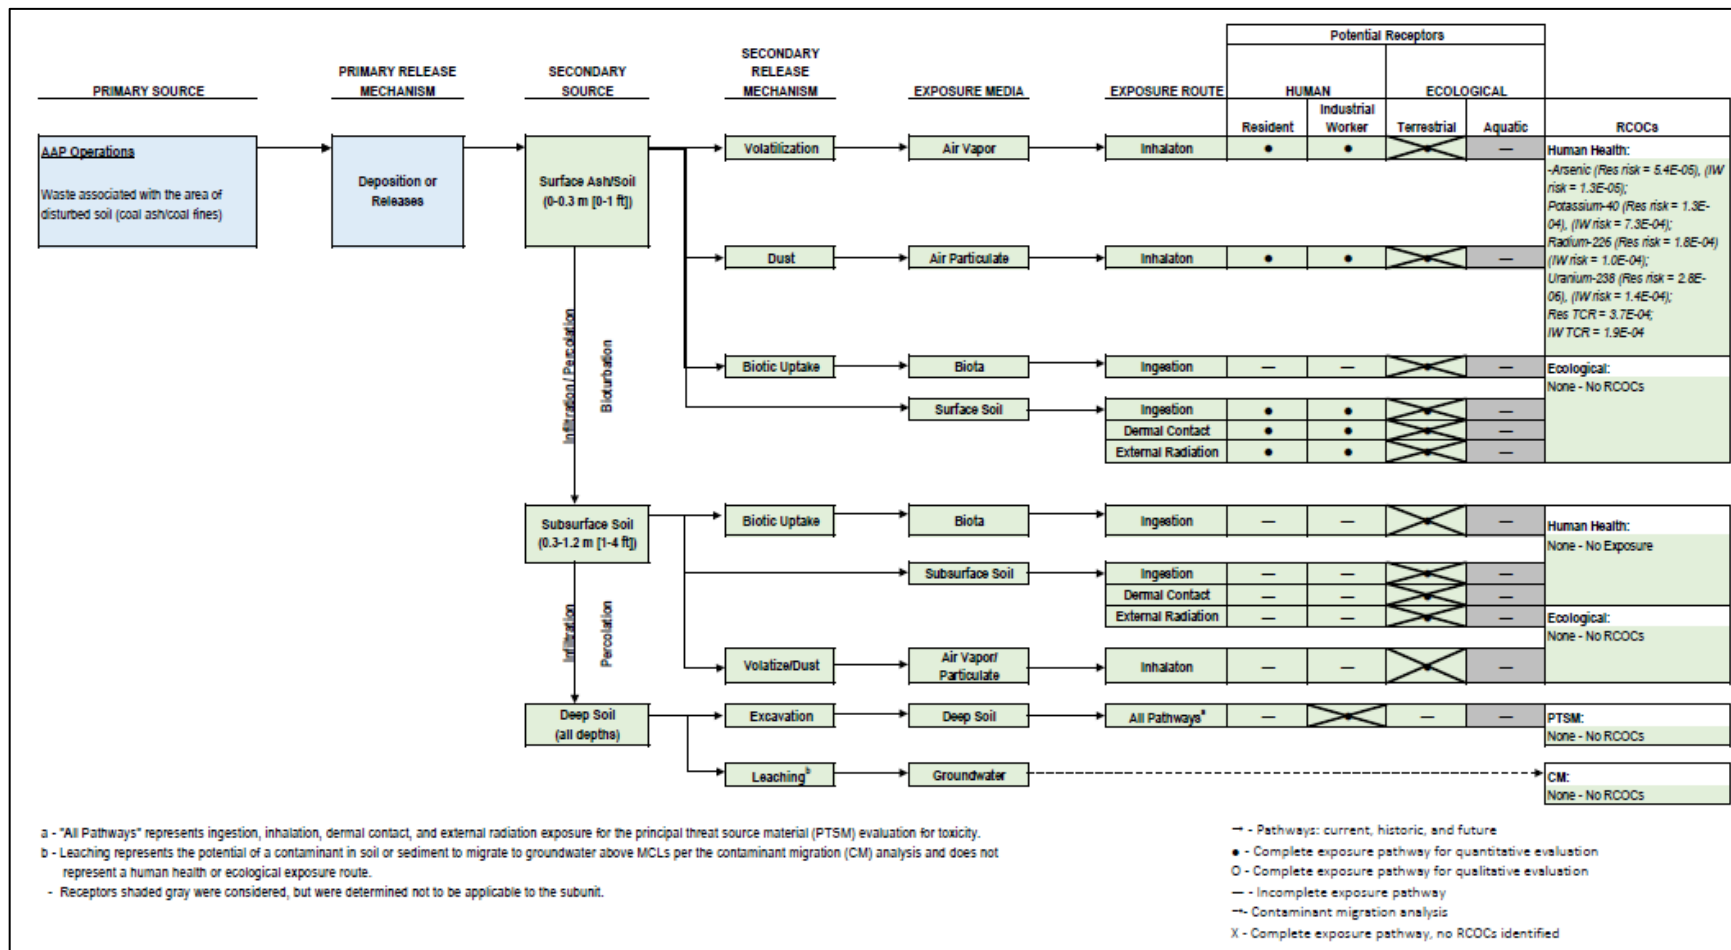 Potential Receptors
PRIMARY SOURCE
PRIMARY RELEASE
MECHANISM
SECONDARY
SOURCE
SECONDARY
RELEASE
MECHANISM
EXPOSURE MEDIA
EXPOSURE ROUTE
HUMAN
ECOLOGICAL
Resident
Industrial
Worker
Terrestrial
Aquatic
RCOCs
AAP Operations
Waste associated with the area of
disturbed soil (coal ash/coal fines)
Deposition or
Releases
Surface Ash/Soil
(0-0.3 m [0-1 ft])
Volatilization
Air Vapor
Inhalaton
● ● ● —
Dust
Air Particulate
Inhalaton
● ● ● —
Biotic Uptake
Biota
Ingestion
— — ● —
Surface Soil
Ingestion
● ● ● —
Dermal Contact
● ● ● —
External Radiation
● ● ● —
Human Health:
-Arsenic (Res risk = 5.4E-05), (IW
risk = 1.3E-05);
Potassium-40 (Res risk = 1.3E-
04), (IW risk = 7.3E-04);
Radium-226 (Res risk = 1.8E-04)
(IW risk = 1.0E-04);
Uranium-238 (Res risk = 2.8E-
06), (IW risk = 1.4E-04);
Res TCR = 3.7E-04;
IW TCR = 1.9E-04
Ecological:
None - No RCOCs
Infiltration / Percolation
Bioturbation
Subsurface Soil
(0.3-1.2 m [1-4 ft])
Biotic Uptake
Biota
Ingestion
— — ● —
Subsurface Soil
Ingestion
— — ● —
Dermal Contact
— — ● —
External Radiation
— — ● —
Volatize/Dust
Air Vapor/
Particulate
Inhalaton
— — ● —
Human Health:
None - No Exposure
Ecological:
None - No RCOCs
Infiltration
Percolation
Deep Soil
(all depths)
Excavation
Deep Soil
All Pathways a
— ● — —
PTSM:
None - No RCOCs
Leaching b
Groundwater
CM:
None - No RCOCs
a - "All Pathways" represents ingestion, inhalation, dermal contact, and external radiation exposure for the principal threat source material (PTSM) evaluation for toxicity.
b - Leaching represents the potential of a contaminant in soil or sediment to migrate to groundwater above MCLs per the contaminant migration (CM) analysis and does not
represent a human health or ecological exposure route.
- Receptors shaded gray were considered, but were determined not to be applicable to the subunit.
→ - Pathways: current, historic, and future
● - Complete exposure pathway for quantitative evaluation
O - Complete exposure pathway for qualitative evaluation
— - Incomplete exposure pathway
⇢ - Contaminant migration analysis
X - Complete exposure pathway, no RCOCs identified